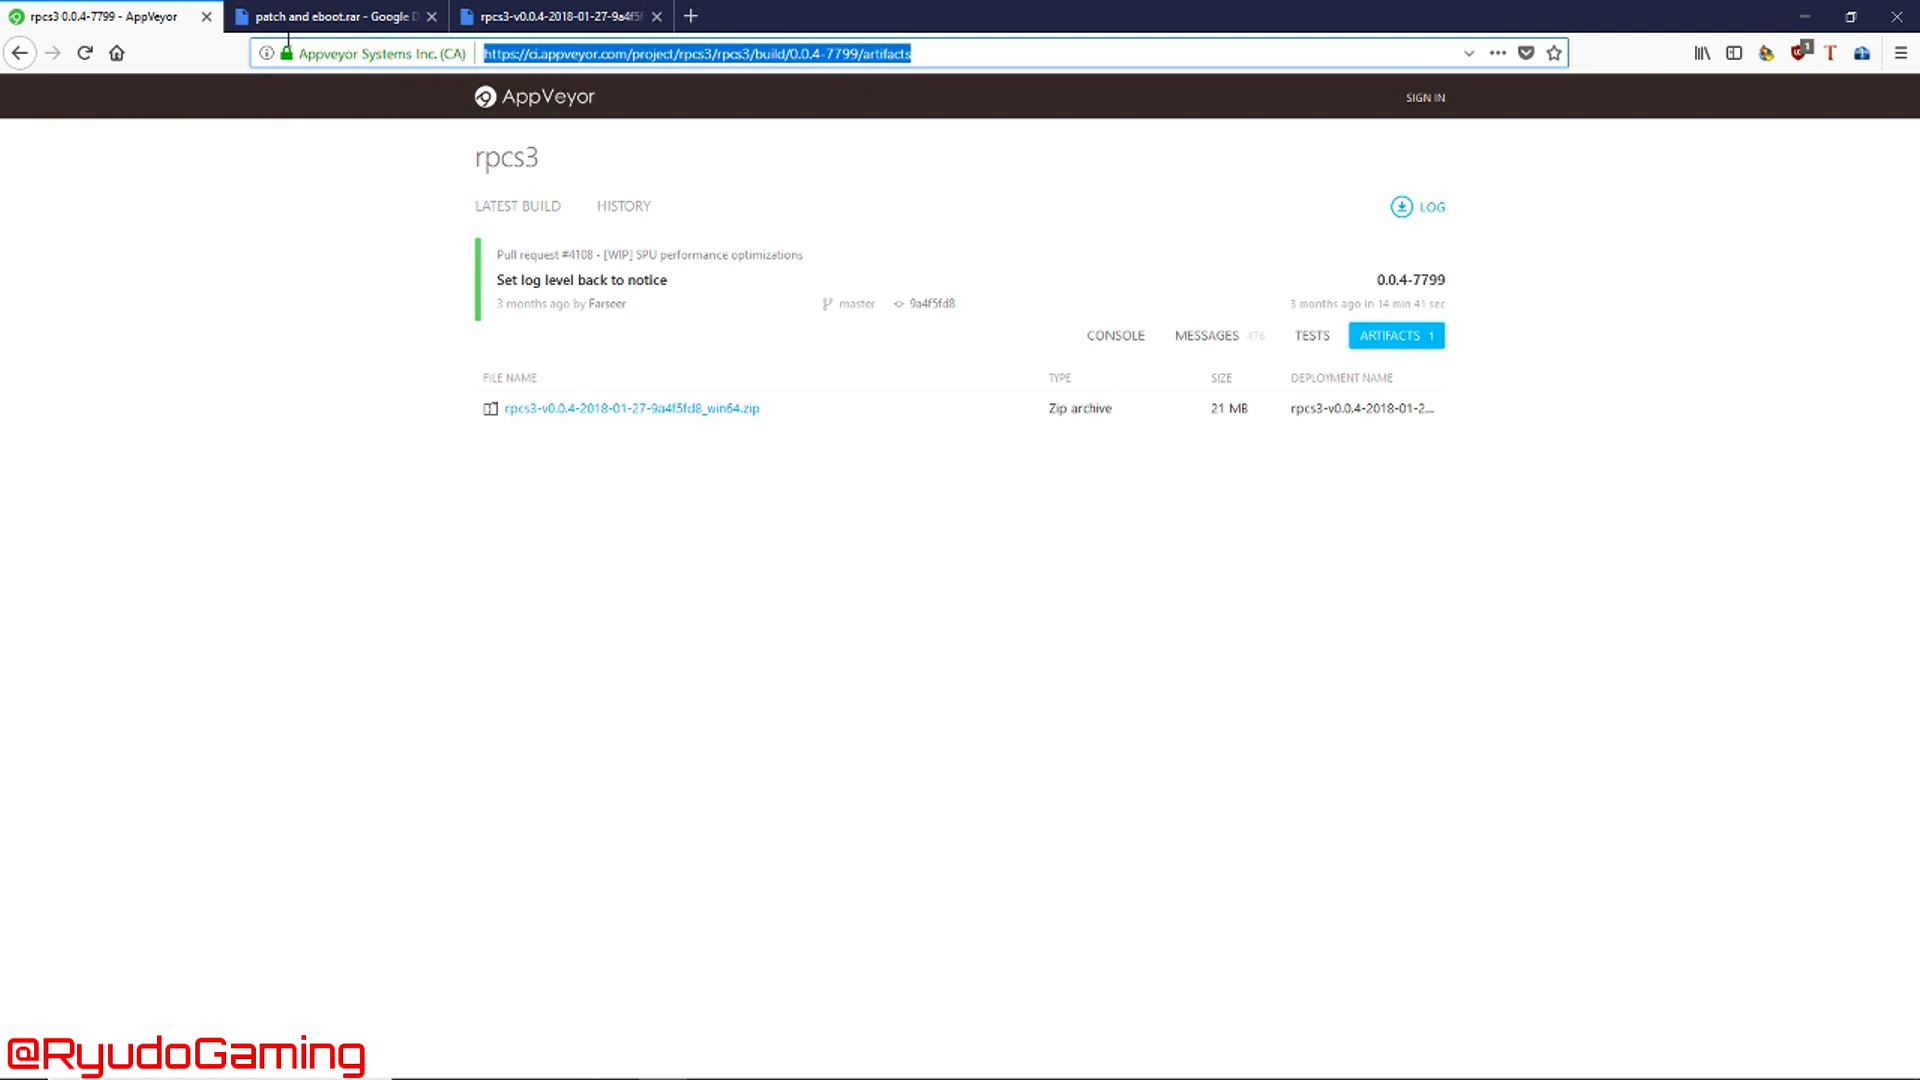 rpcs3 0.0.4-7799 - AppVeyor
patch and eboot.rar - Google D
rpcs3-v0.0.4-2018-01-27-9a4f5f
Appveyor Systems Inc. (CA)
https://ci.appveyor.com/project/rpcs3/rpcs3/build/0.0.4-7799/artifacts
1
T
AppVeyor
SIGN IN
rpcs3
LATEST BUILD
HISTORY
LOG
Pull request #4108 - [WIP] SPU performance optimizations
Set log level back to notice
0.0.4-7799
3 months ago by Farseer
master
9a4f5fd8
3 months ago in 14 min 41 sec
CONSOLE
MESSAGES 476
TESTS
ARTIFACTS 1
FILE NAME
TYPE
SIZE
DEPLOYMENT NAME
rpcs3-v0.0.4-2018-01-27-9a4f5fd8_win64.zip
Zip archive
21 MB
rpcs3-v0.0.4-2018-01-2...
@RyudoGaming